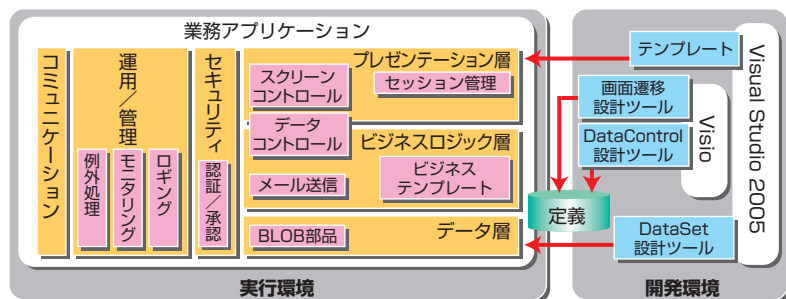 業務アプリケーション
コミュニケーション
運用／管理
例外処理
モニタリング
ロギング
セキュリティ
認証／承認
プレゼンテーション層
スクリーン
コントロール
セッション管理
データ
コントロール
ビジネスロジック層
メール送信
ビジネス
テンプレート
BLOB部品
データ層
実行環境
テンプレート
画面遷移
設計ツール
DataControl
設計ツール
Visio
Visual Studio 2005
定義
DataSet
設計ツール
開発環境